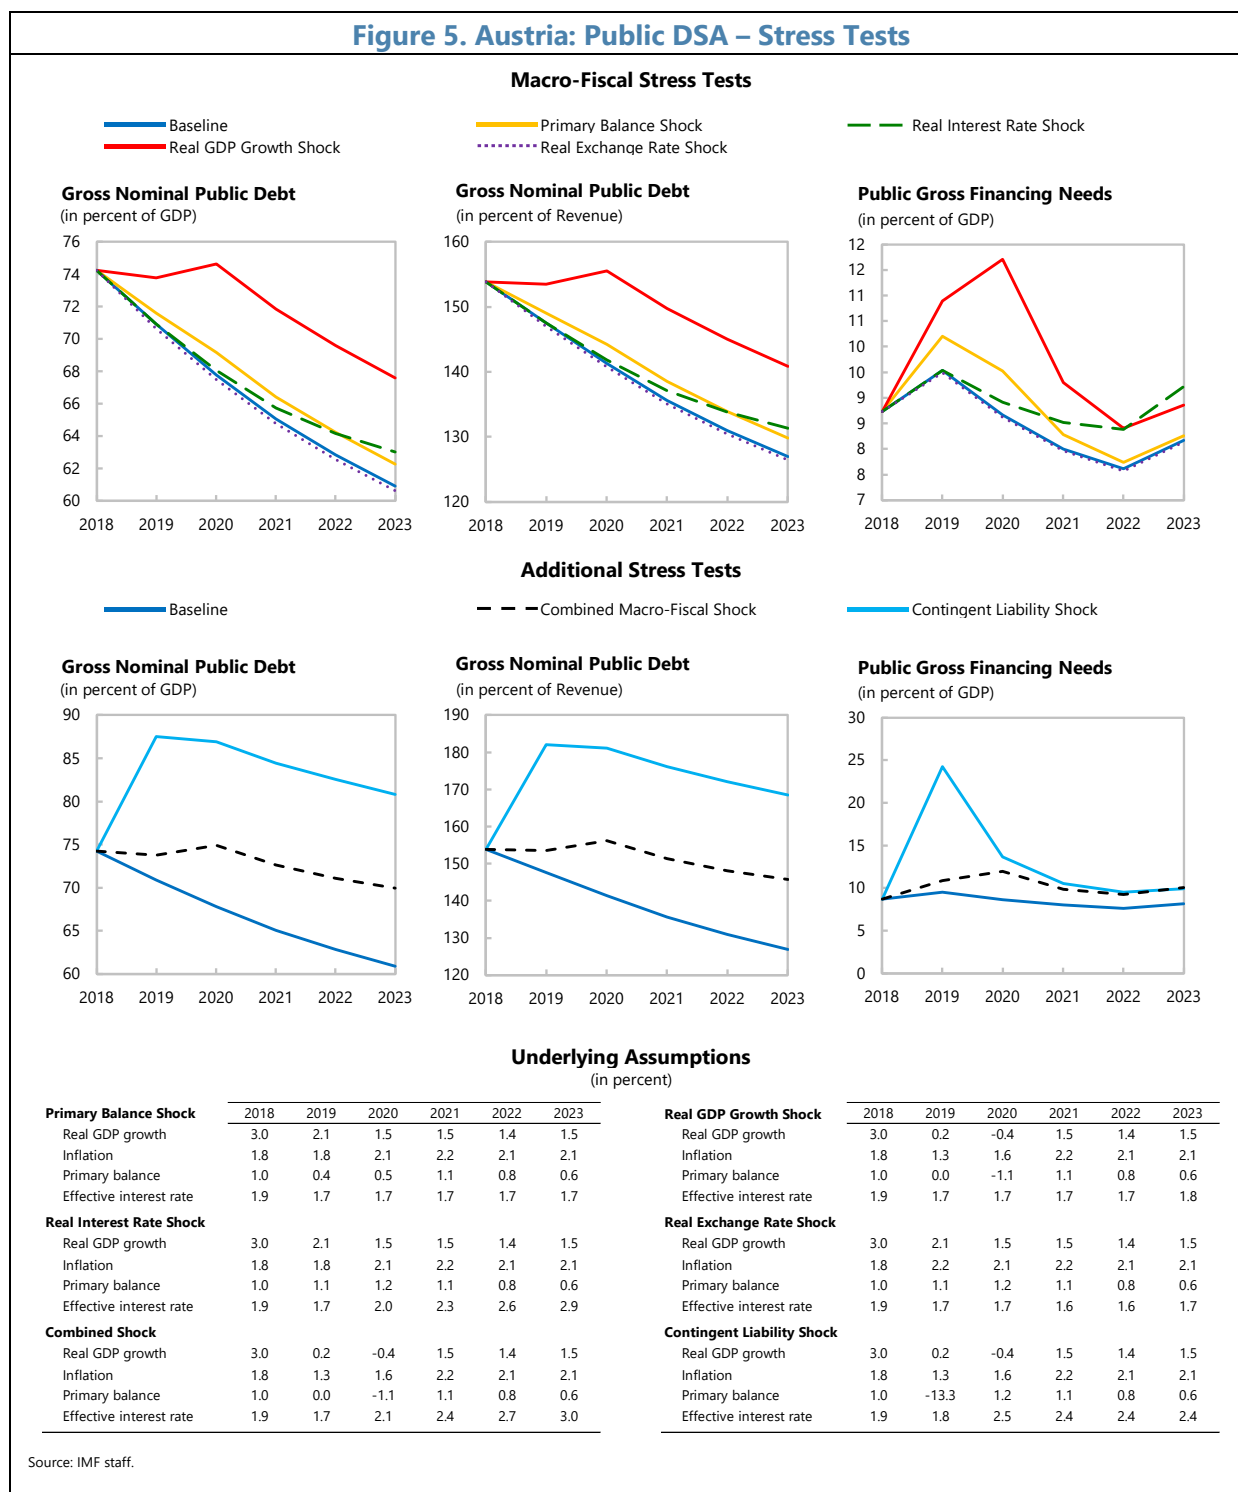 Figure 5. Austria: Public DSA – Stress Tests
Macro-Fiscal Stress Tests
Baseline
Primary Balance Shock
Real Interest Rate Shock
Real GDP Growth Shock
Real Exchange Rate Shock
Gross Nominal Public Debt
(in percent of GDP)
76
74
72
70
68
66
64
62
60
2018 2019 2020 2021 2022 2023
Gross Nominal Public Debt
(in percent of Revenue)
160
150
140
130
120
2018 2019 2020 2021 2022 2023
Public Gross Financing Needs
(in percent of GDP)
12
12
11
11
10
10
9
9
8
8
7
2018 2019 2020 2021 2022 2023
Additional Stress Tests
Baseline
Combined Macro-Fiscal Shock
Contingent Liability Shock
Gross Nominal Public Debt
(in percent of GDP)
90
85
80
75
70
65
60
2018 2019 2020 2021 2022 2023
Gross Nominal Public Debt
(in percent of Revenue)
190
180
170
160
150
140
130
120
2018 2019 2020 2021 2022 2023
Public Gross Financing Needs
(in percent of GDP)
30
25
20
15
10
5
0
2018 2019 2020 2021 2022 2023
Underlying Assumptions
(in percent)
Primary Balance Shock 2018 2019 2020 2021 2022 2023
Real GDP growth 3.0 2.1 1.5 1.5 1.4 1.5
Inflation 1.8 1.8 2.1 2.2 2.1 2.1
Primary balance 1.0 0.4 0.5 1.1 0.8 0.6
Effective interest rate 1.9 1.7 1.7 1.7 1.7 1.7
Real Interest Rate Shock
Real GDP growth 3.0 2.1 1.5 1.5 1.4 1.5
Inflation 1.8 1.8 2.1 2.2 2.1 2.1
Primary balance 1.0 1.1 1.2 1.1 0.8 0.6
Effective interest rate 1.9 1.7 2.0 2.3 2.6 2.9
Combined Shock
Real GDP growth 3.0 0.2 -0.4 1.5 1.4 1.5
Inflation 1.8 1.3 1.6 2.2 2.1 2.1
Primary balance 1.0 0.0 -1.1 1.1 0.8 0.6
Effective interest rate 1.9 1.7 2.1 2.4 2.7 3.0
Real GDP Growth Shock 2018 2019 2020 2021 2022 2023
Real GDP growth 3.0 0.2 -0.4 1.5 1.4 1.5
Inflation 1.8 1.3 1.6 2.2 2.1 2.1
Primary balance 1.0 0.0 -1.1 1.1 0.8 0.6
Effective interest rate 1.9 1.7 1.7 1.7 1.7 1.8
Real Exchange Rate Shock
Real GDP growth 3.0 2.1 1.5 1.5 1.4 1.5
Inflation 1.8 2.2 2.1 2.2 2.1 2.1
Primary balance 1.0 1.1 1.2 1.1 0.8 0.6
Effective interest rate 1.9 1.7 1.7 1.6 1.6 1.7
Contingent Liability Shock
Real GDP growth 3.0 0.2 -0.4 1.5 1.4 1.5
Inflation 1.8 1.3 1.6 2.2 2.1 2.1
Primary balance 1.0 -13.3 1.2 1.1 0.8 0.6
Effective interest rate 1.9 1.8 2.5 2.4 2.4 2.4
Source: IMF staff.